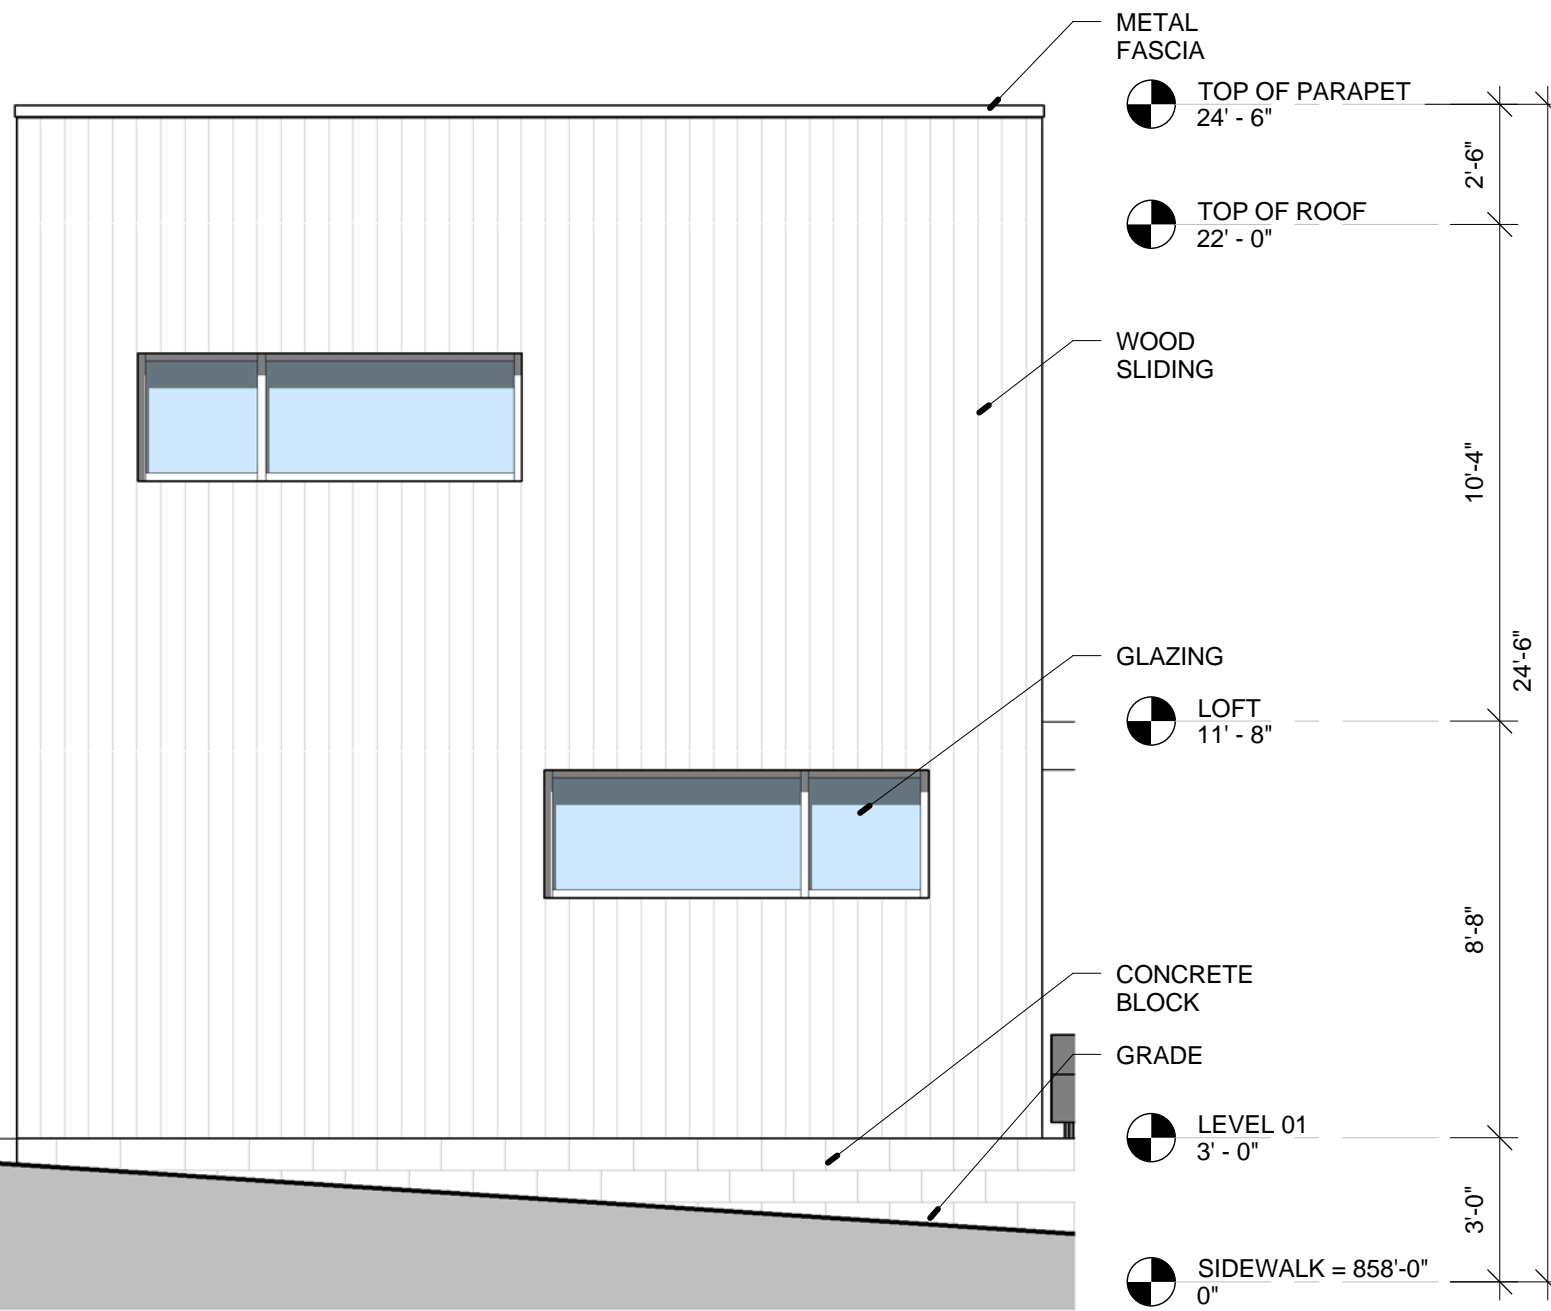 METAL
FASCIA
TOP OF PARAPET
24' - 6"
2'-6"
TOP OF ROOF
22' - 0"
WOOD
SLIDING
10'-4"
24'-6"
GLAZING
LOFT
11' - 8"
8'-8"
CONCRETE
BLOCK
GRADE
LEVEL 01
3' - 0"
3'-0"
SIDEWALK = 858'-0"
0"